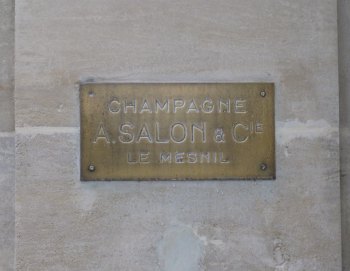 CHAMPAGNE
A. SALON & CIE
LE MESNIL